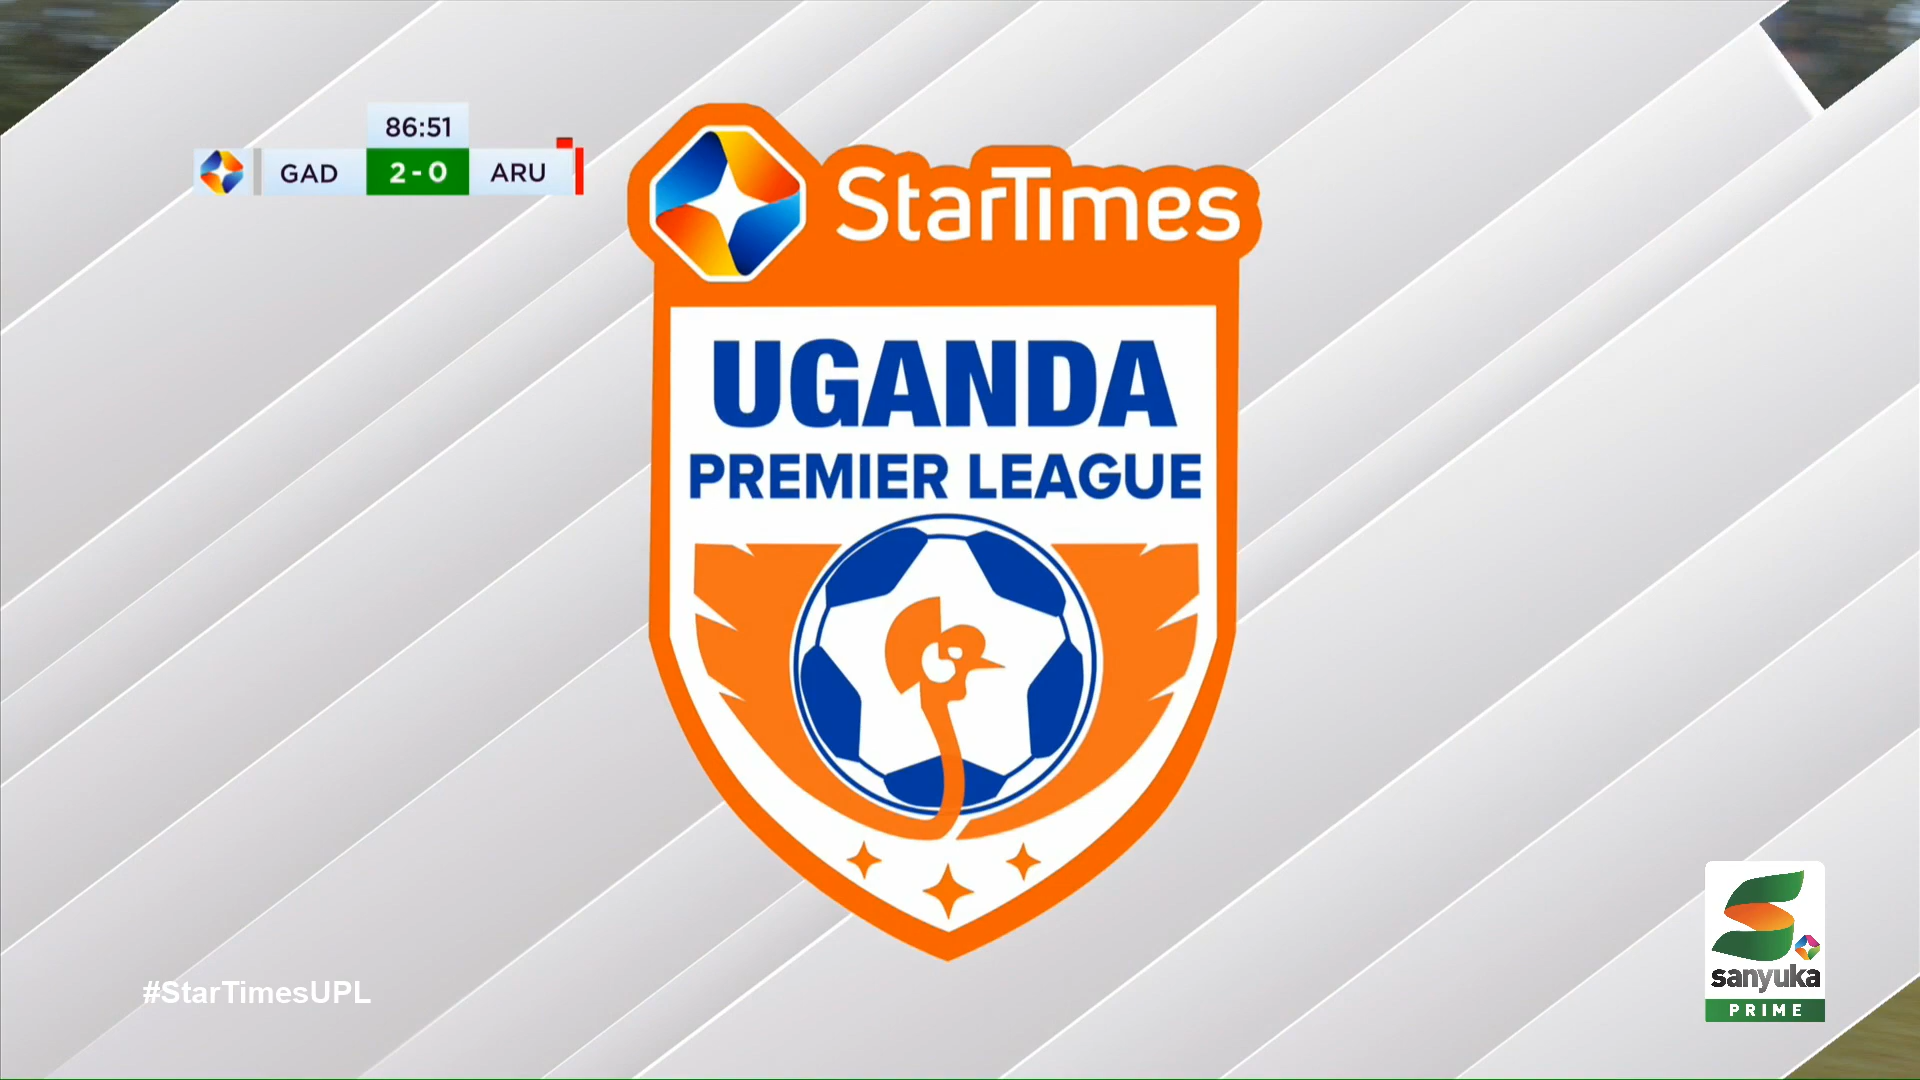 86:51
GAD 2-0 ARU
StarTimes
UGANDA
PREMIER LEAGUE
#StarTimesUPL
sanyuka
PRIME